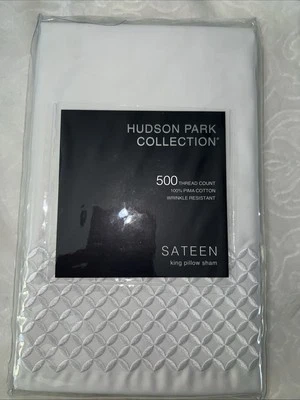 HUDSON PARK
COLLECTION®
500 THREAD COUNT
100% PIMA COTTON
WRINKLE RESISTANT
SATEEN
king pillow sham